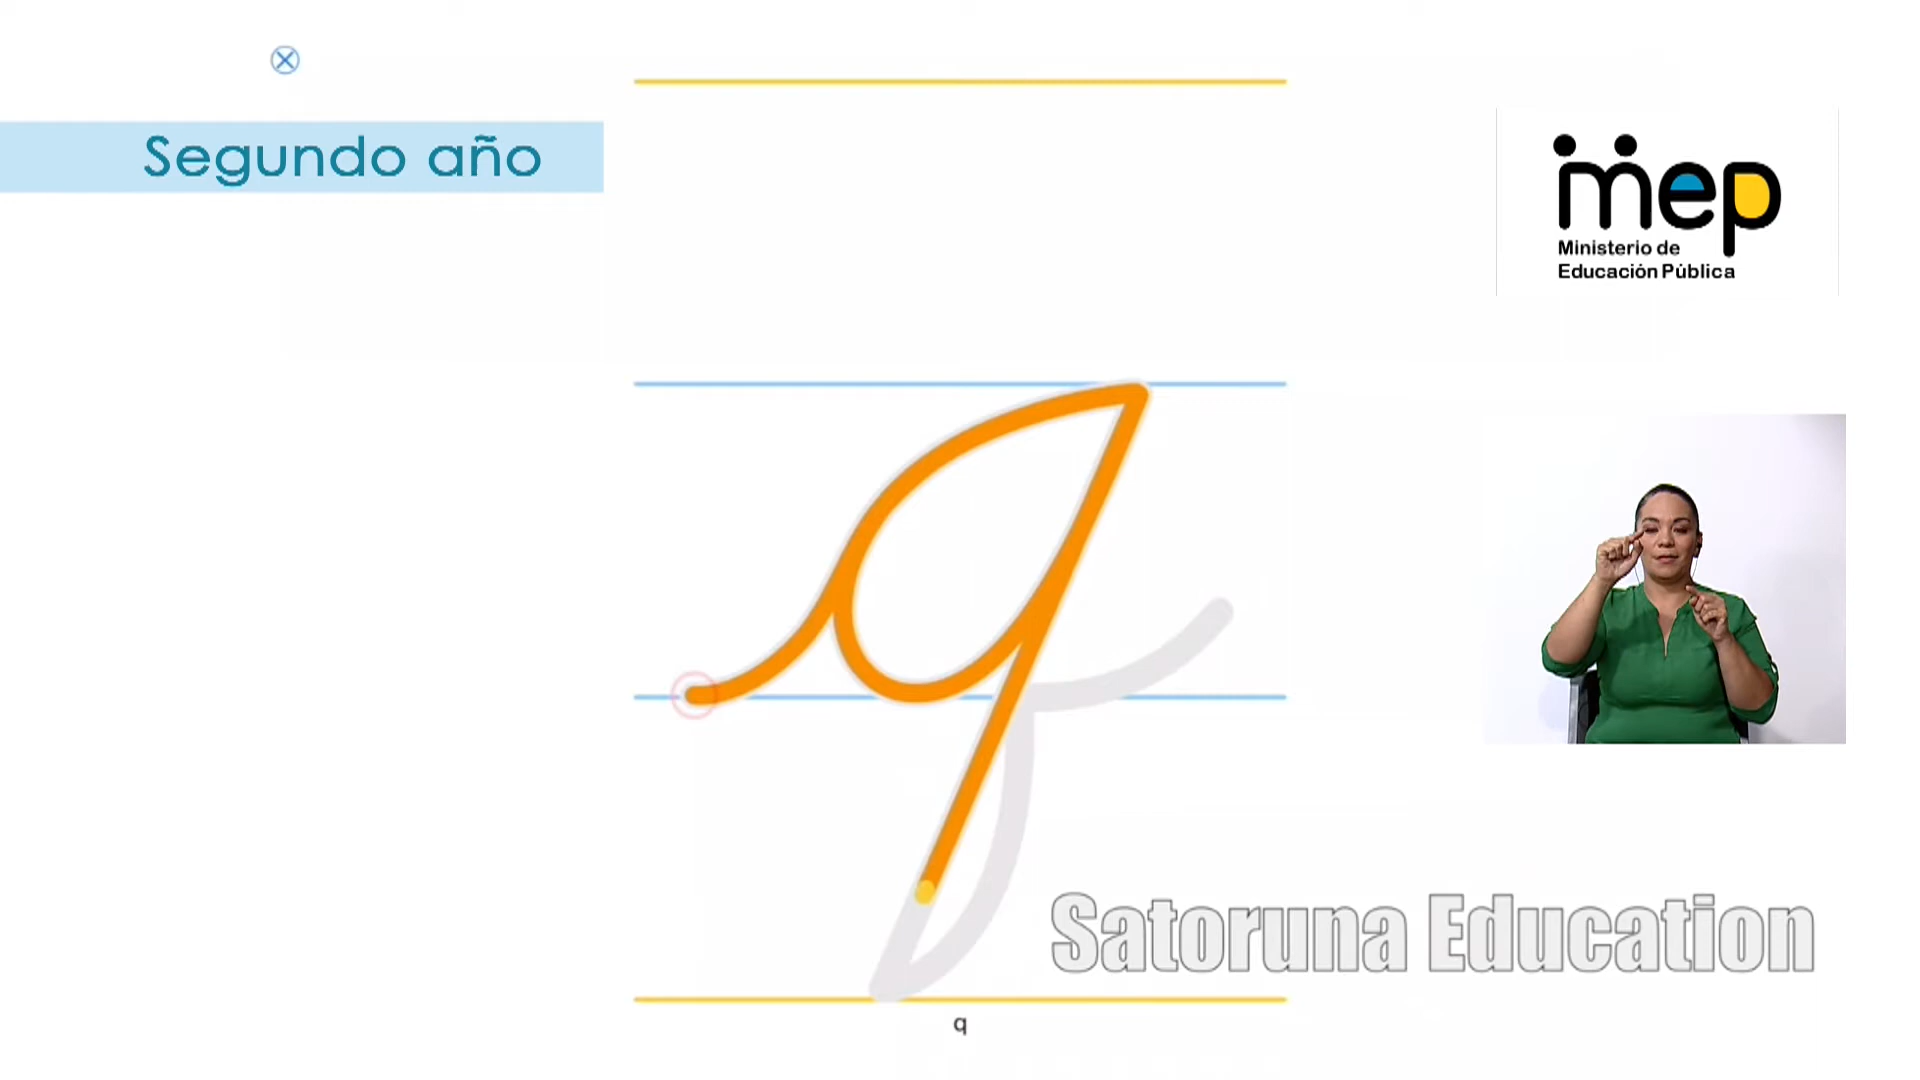 Segundo año
mep
Ministerio de
Educación Pública
q
Satoruna Education
q